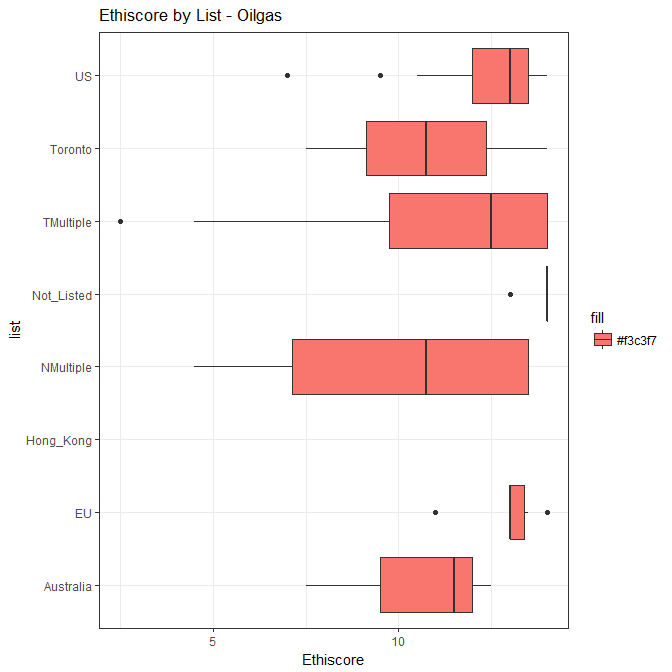 Ethiscore by List - Oilgas
US
Toronto
TMultiple
Not_Listed
NMultiple
Hong_Kong
EU
Australia
list
5
10
Ethiscore
fill
#f3c3f7